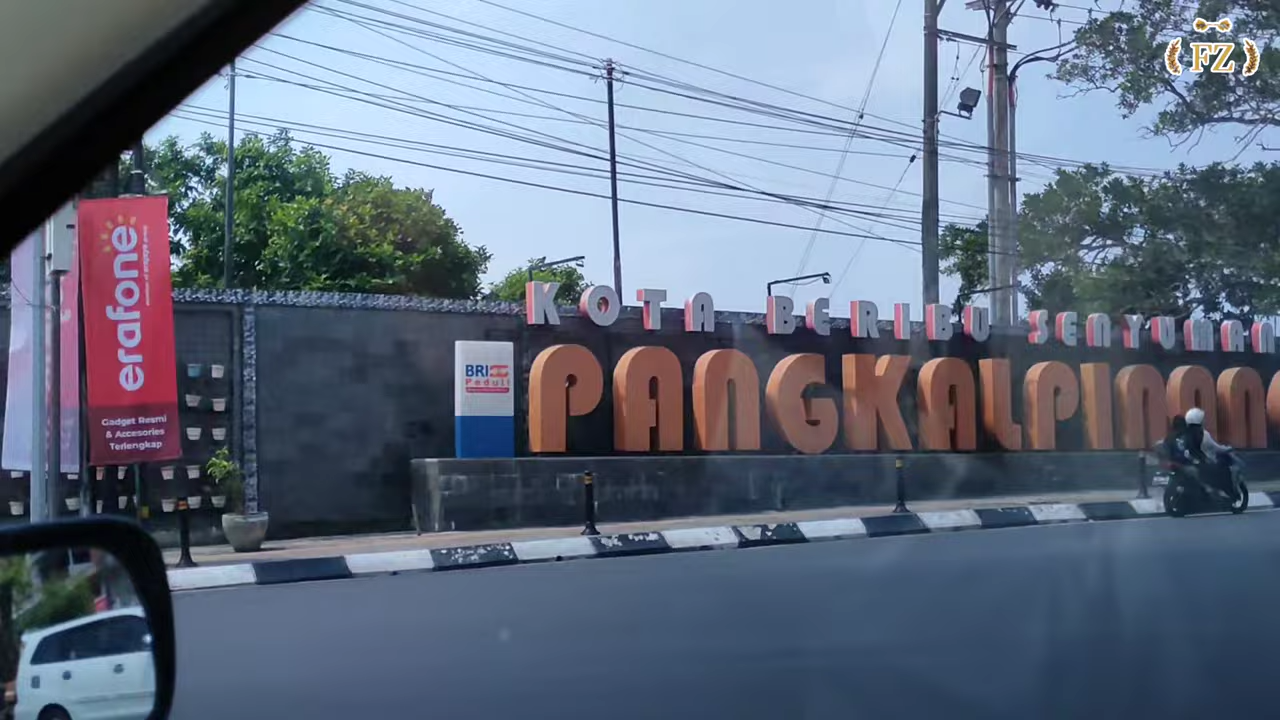 FZ
erafone
Gadget Resmi
& Accesories
Terlengkap
KOTA BERIBU SENYUMAN
BRI
Peduli
PANGKALPINANG